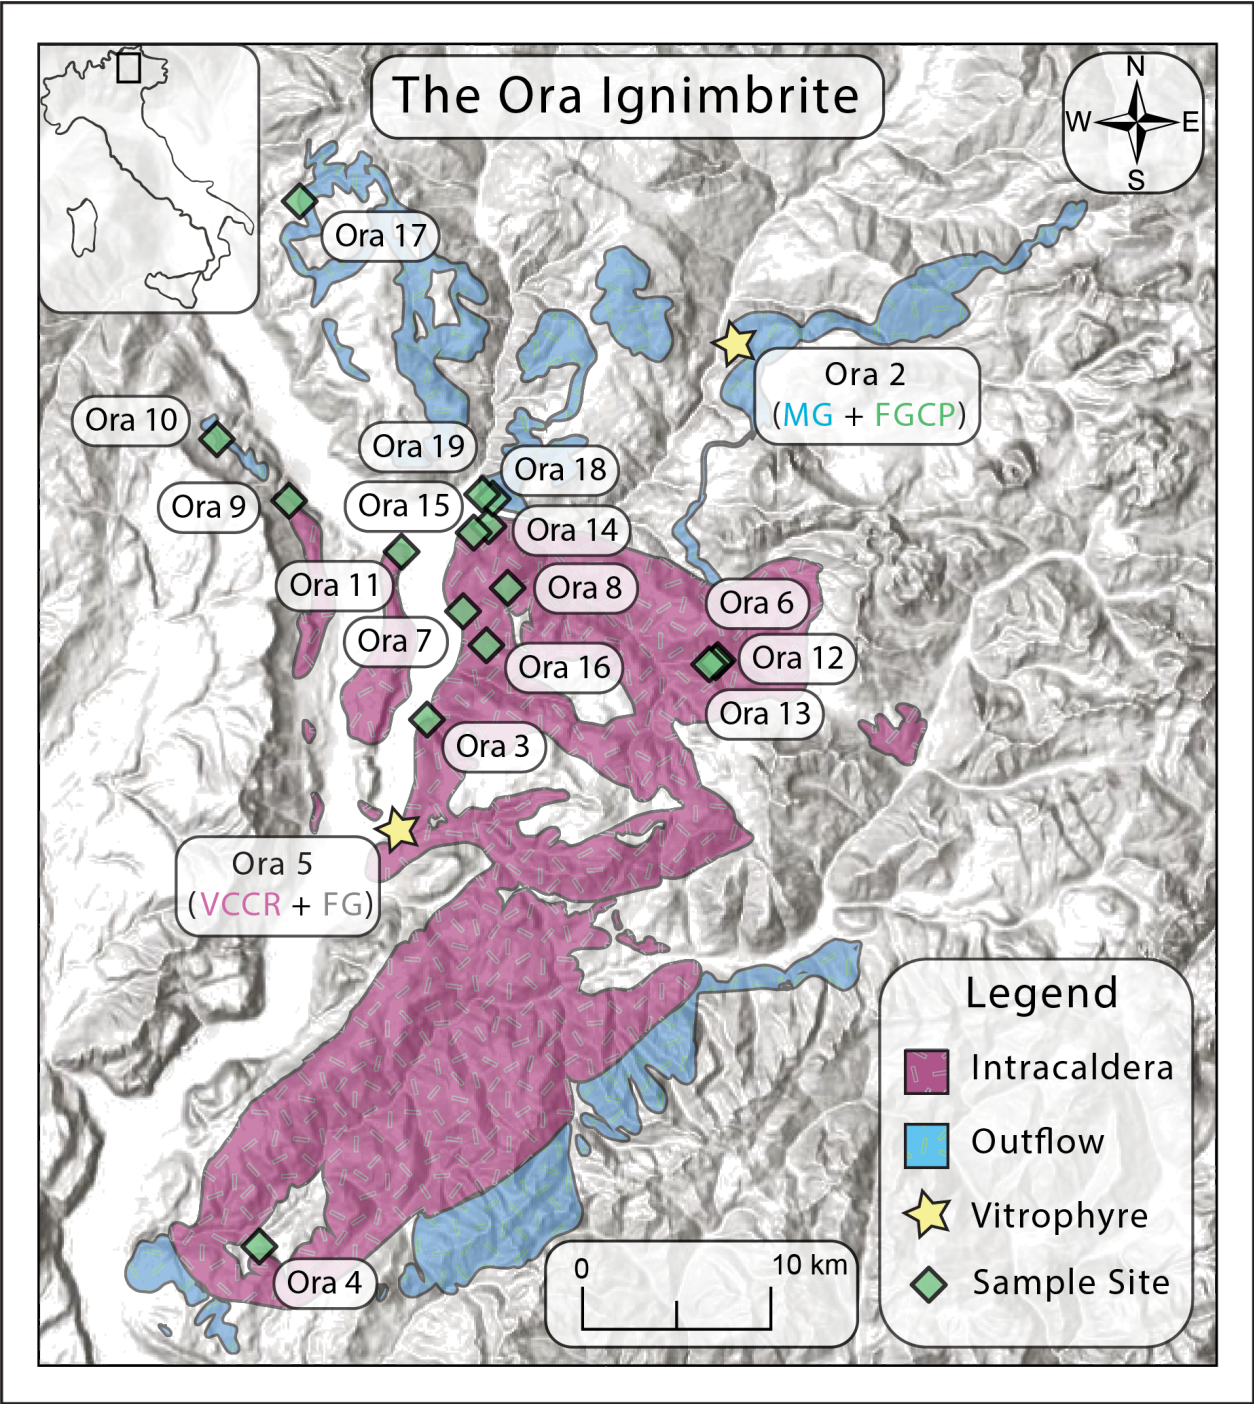 The Ora Ignimbrite
N
W
E
S
Ora 17
Ora 2
(MG + FGCP)
Ora 10
Ora 19
Ora 18
Ora 9
Ora 15
Ora 14
Ora 11
Ora 8
Ora 6
Ora 7
Ora 16
Ora 12
Ora 13
Ora 3
Ora 5
(VCCR + FG)
Ora 4
Legend
Intracaldera
Outflow
Vitrophyre
Sample Site
0
10 km